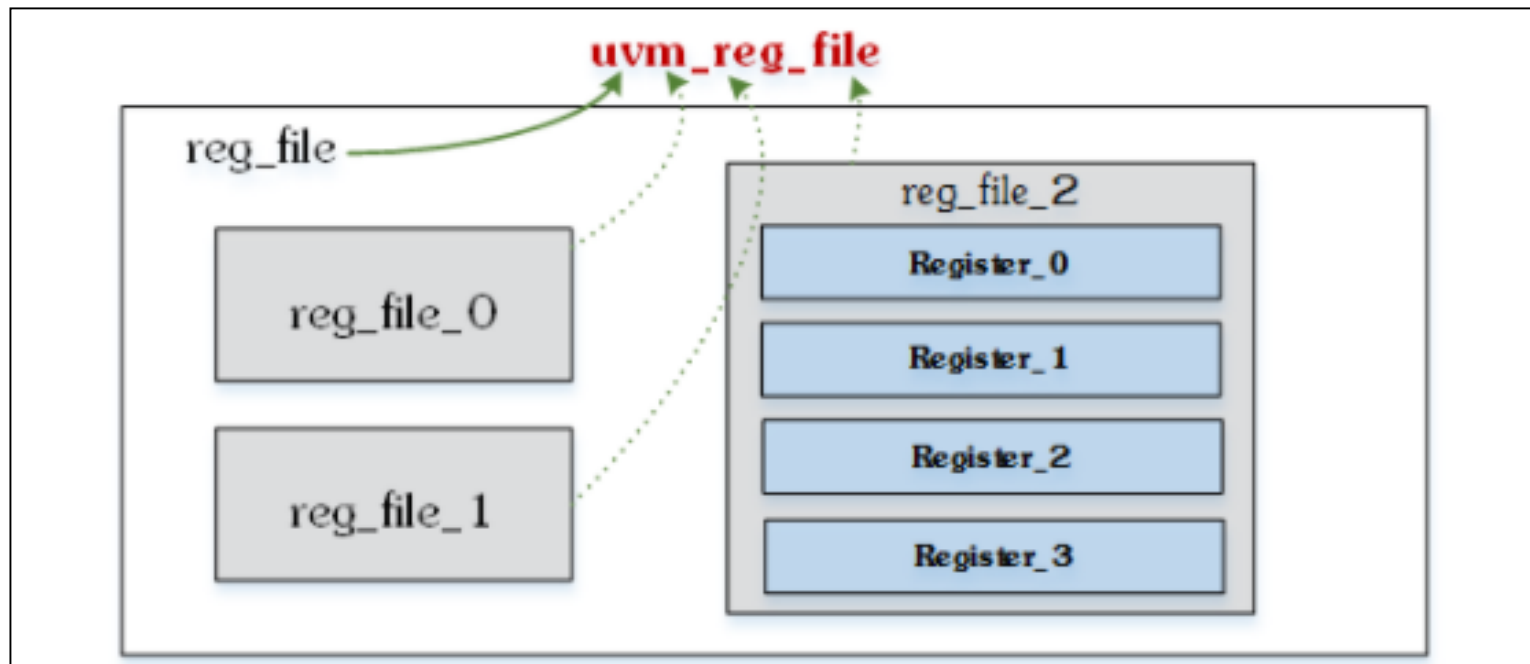 uvm_reg_file
reg_file
reg_file_0
reg_file_1
reg_file_2
Register_0
Register_1
Register_2
Register_3